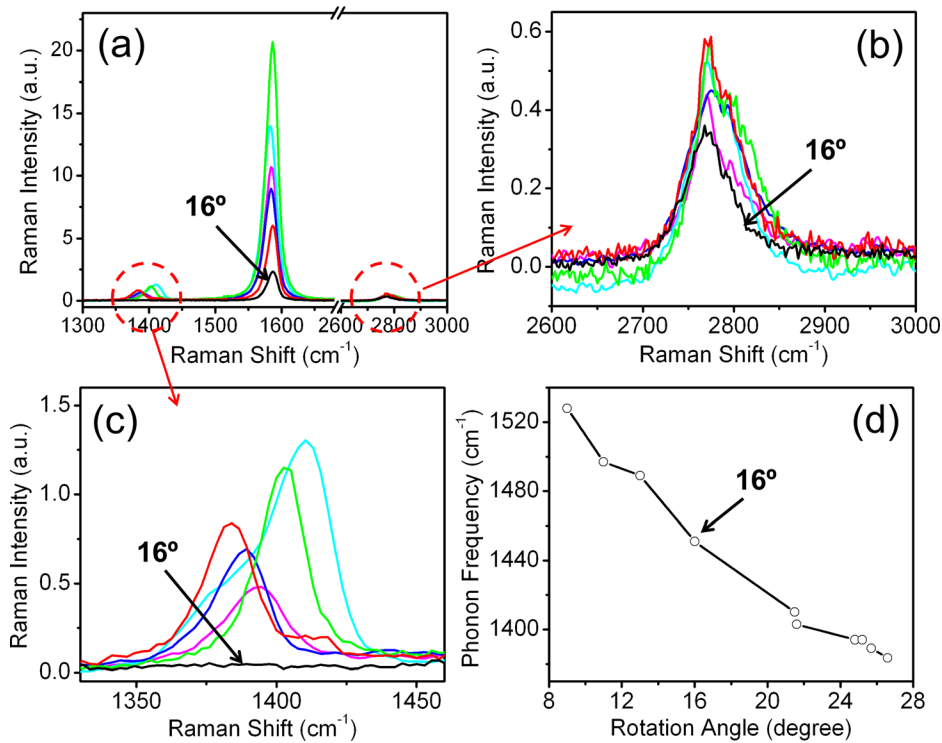 (a)
Raman Intensity (a.u.)
20
15
10
5
0
16º
1300 1400 1500 1600 2600 2800 3000
Raman Shift (cm-1)
(b)
Raman Intensity (a.u.)
0.6
0.4
0.2
0.0
16º
2600 2700 2800 2900 3000
Raman Shift (cm-1)
(c)
Raman Intensity (a.u.)
1.5
1.0
0.5
0.0
16º
1350 1400 1450
Raman Shift (cm-1)
(d)
Phonon Frequency (cm-1)
1520
1480
1440
1400
16º
8 12 16 20 24 28
Rotation Angle (degree)